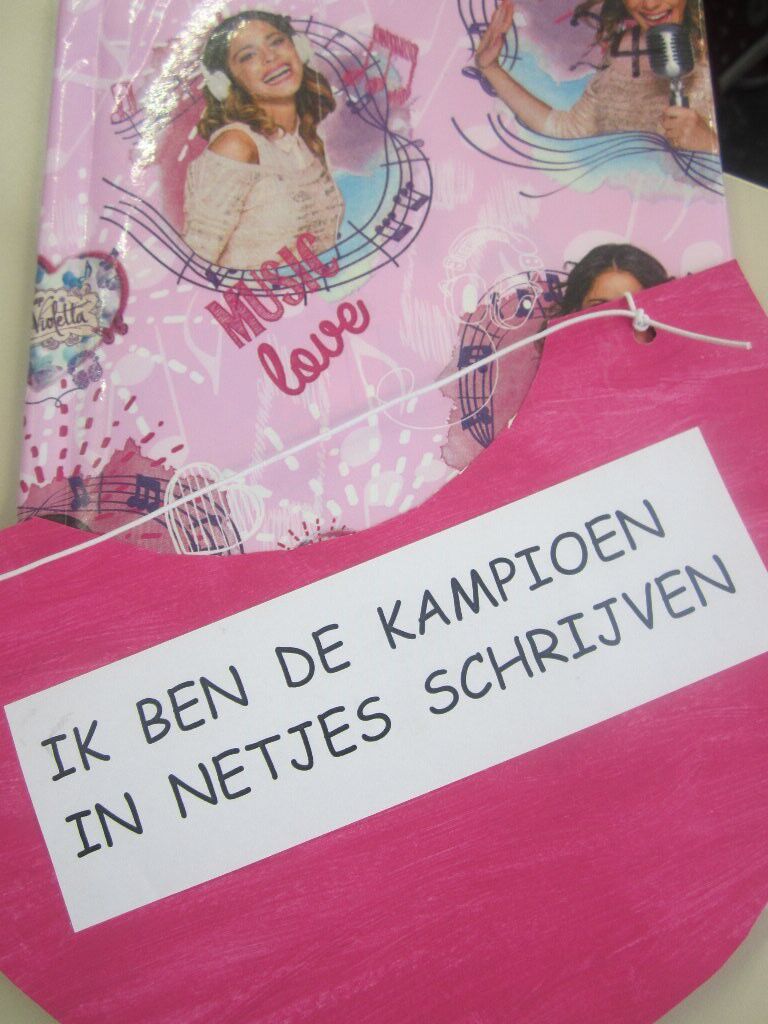 MUSIC
love
Violetta
IK BEN DE KAMPIOEN
IN NETJES SCHRIJVEN